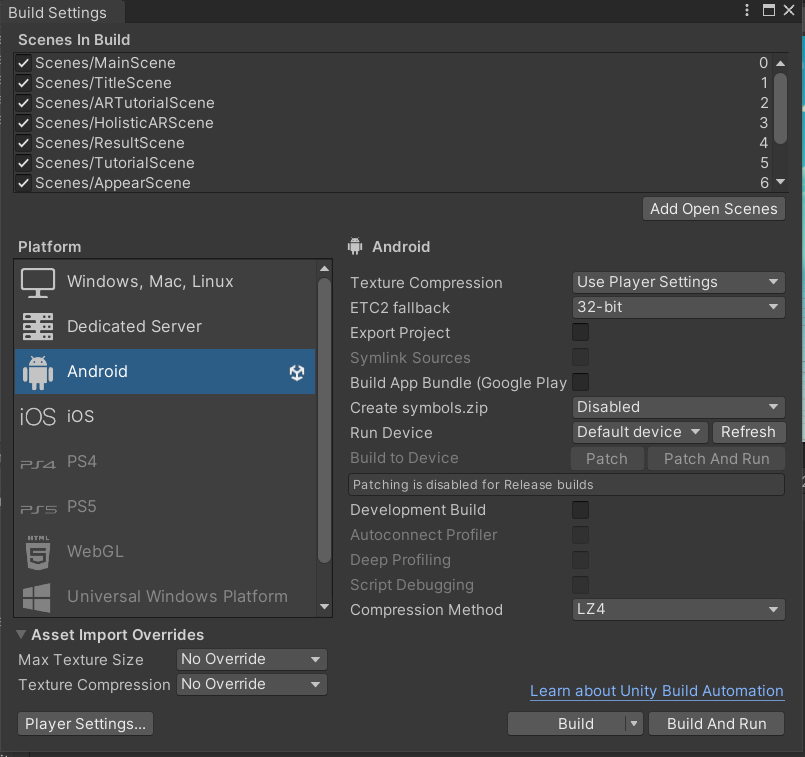 Build Settings
Scenes In Build
Scenes/MainScene 0
Scenes/TitleScene 1
Scenes/ARTutorialScene 2
Scenes/HolisticARScene 3
Scenes/ResultScene 4
Scenes/TutorialScene 5
Scenes/AppearScene 6
Add Open Scenes
Platform
Windows, Mac, Linux
Dedicated Server
Android
iOS iOS
PS4 PS4
PS5 PS5
HTML 5 WebGL
Universal Windows Platform
Android
Texture Compression Use Player Settings
ETC2 fallback 32-bit
Export Project
Symlink Sources
Build App Bundle (Google Play
Create symbols.zip Disabled
Run Device Default device Refresh
Build to Device Patch Patch And Run
Patching is disabled for Release builds
Development Build
Autoconnect Profiler
Deep Profiling
Script Debugging
Compression Method LZ4
Asset Import Overrides
Max Texture Size No Override
Texture Compression No Override
Learn about Unity Build Automation
Player Settings... Build Build And Run